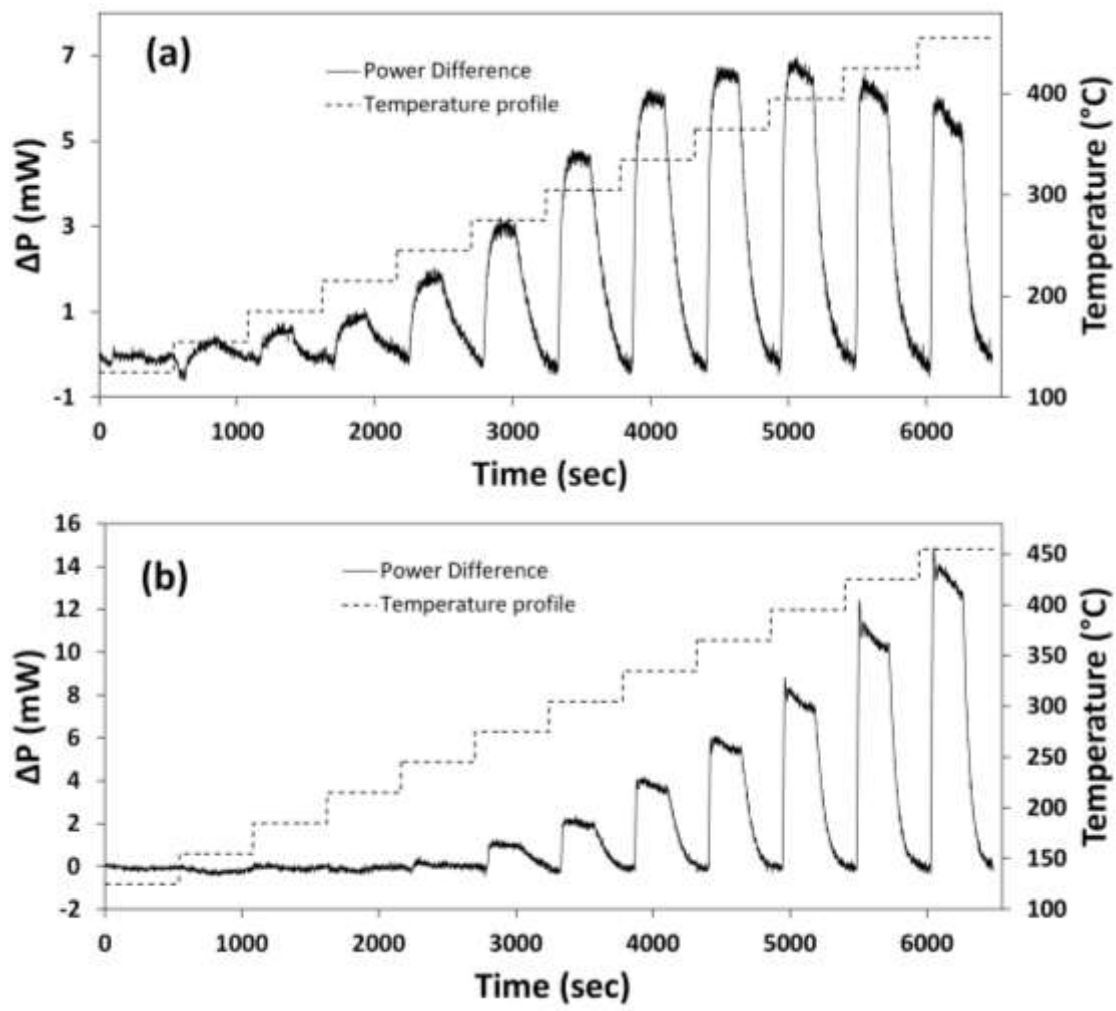 (a)
Power Difference
Temperature profile
7
5
3
1
-1
ΔP (mW)
400
300
200
100
Temperature (°C)
0 1000 2000 3000 4000 5000 6000
Time (sec)
(b)
Power Difference
Temperature profile
16
14
12
10
8
6
4
2
0
-2
ΔP (mW)
450
400
350
300
250
200
150
100
Temperature (°C)
0 1000 2000 3000 4000 5000 6000
Time (sec)